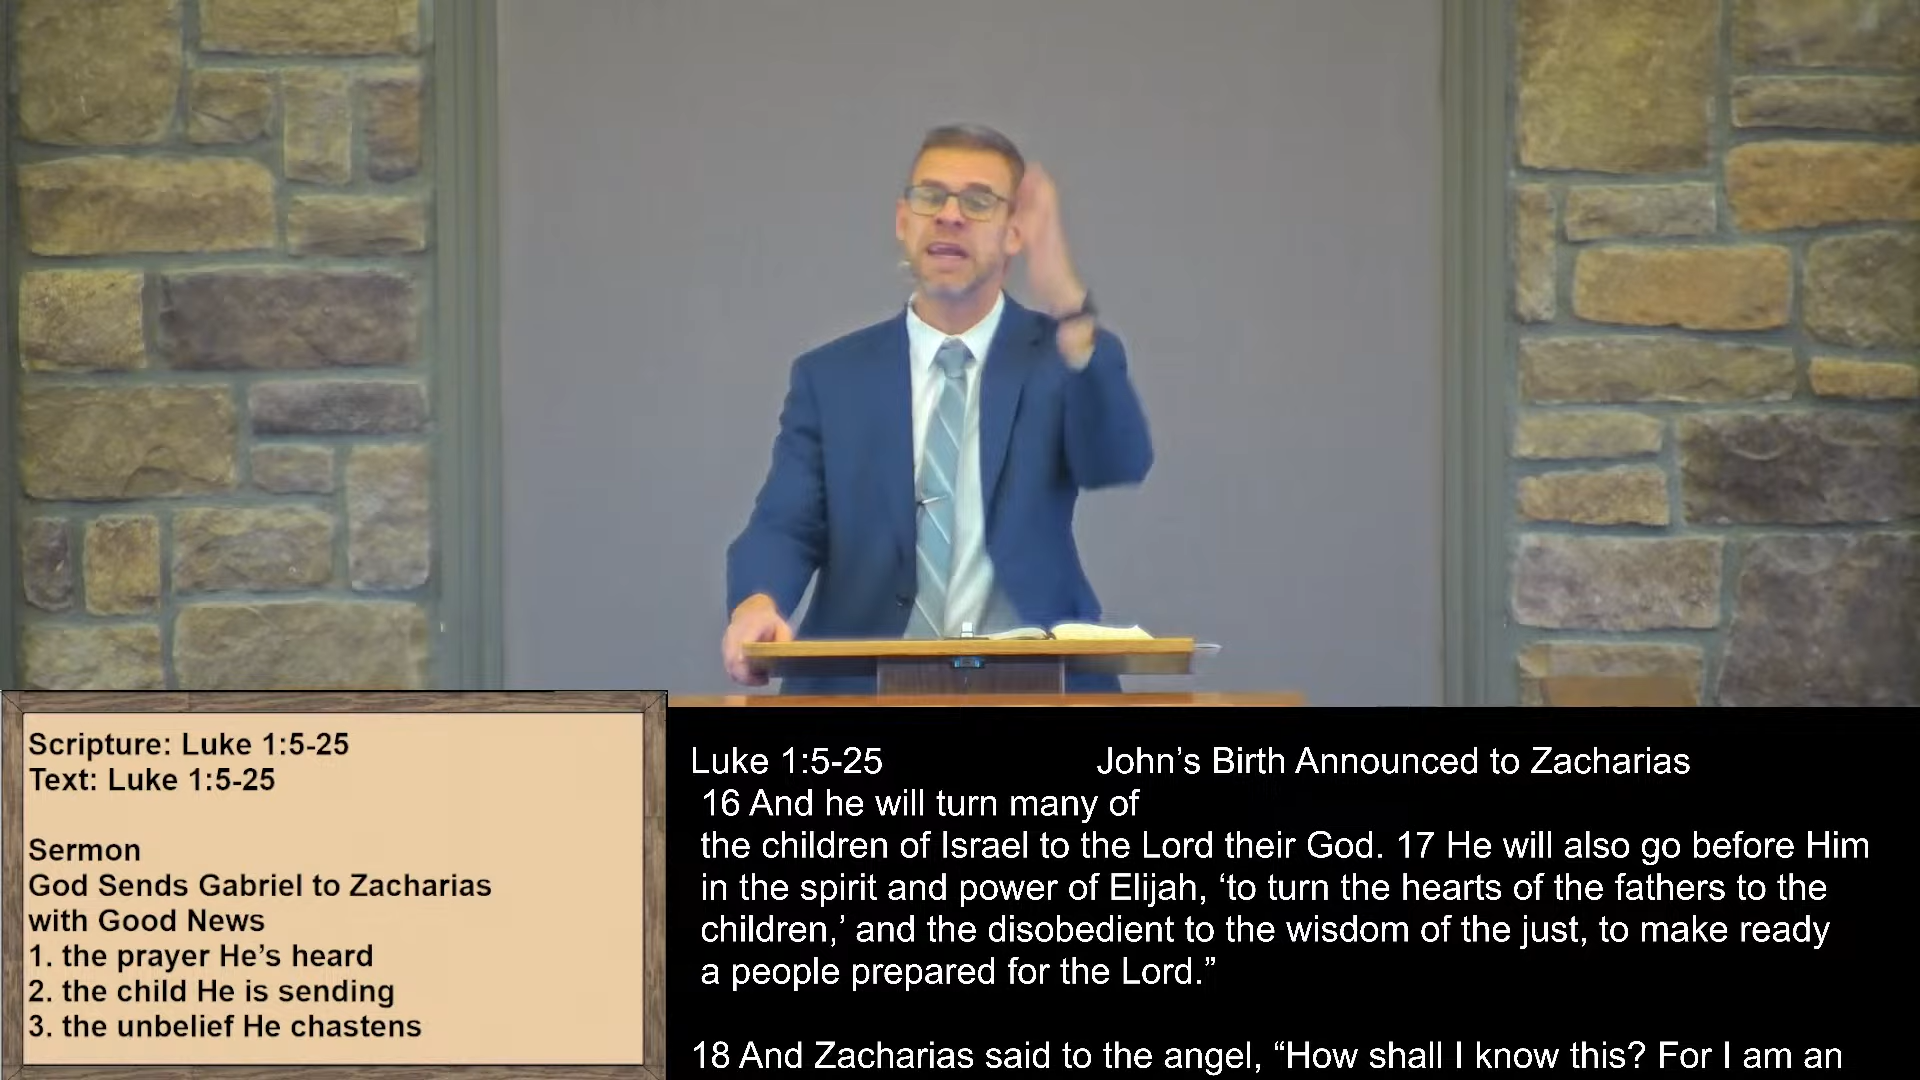 Scripture: Luke 1:5-25
Text: Luke 1:5-25
Sermon
God Sends Gabriel to Zacharias
with Good News
1. the prayer He’s heard
2. the child He is sending
3. the unbelief He chastens
Luke 1:5-25 John’s Birth Announced to Zacharias
16 And he will turn many of
the children of Israel to the Lord their God. 17 He will also go before Him
in the spirit and power of Elijah, ‘to turn the hearts of the fathers to the
children,’ and the disobedient to the wisdom of the just, to make ready
a people prepared for the Lord.”
18 And Zacharias said to the angel, “How shall I know this? For I am an